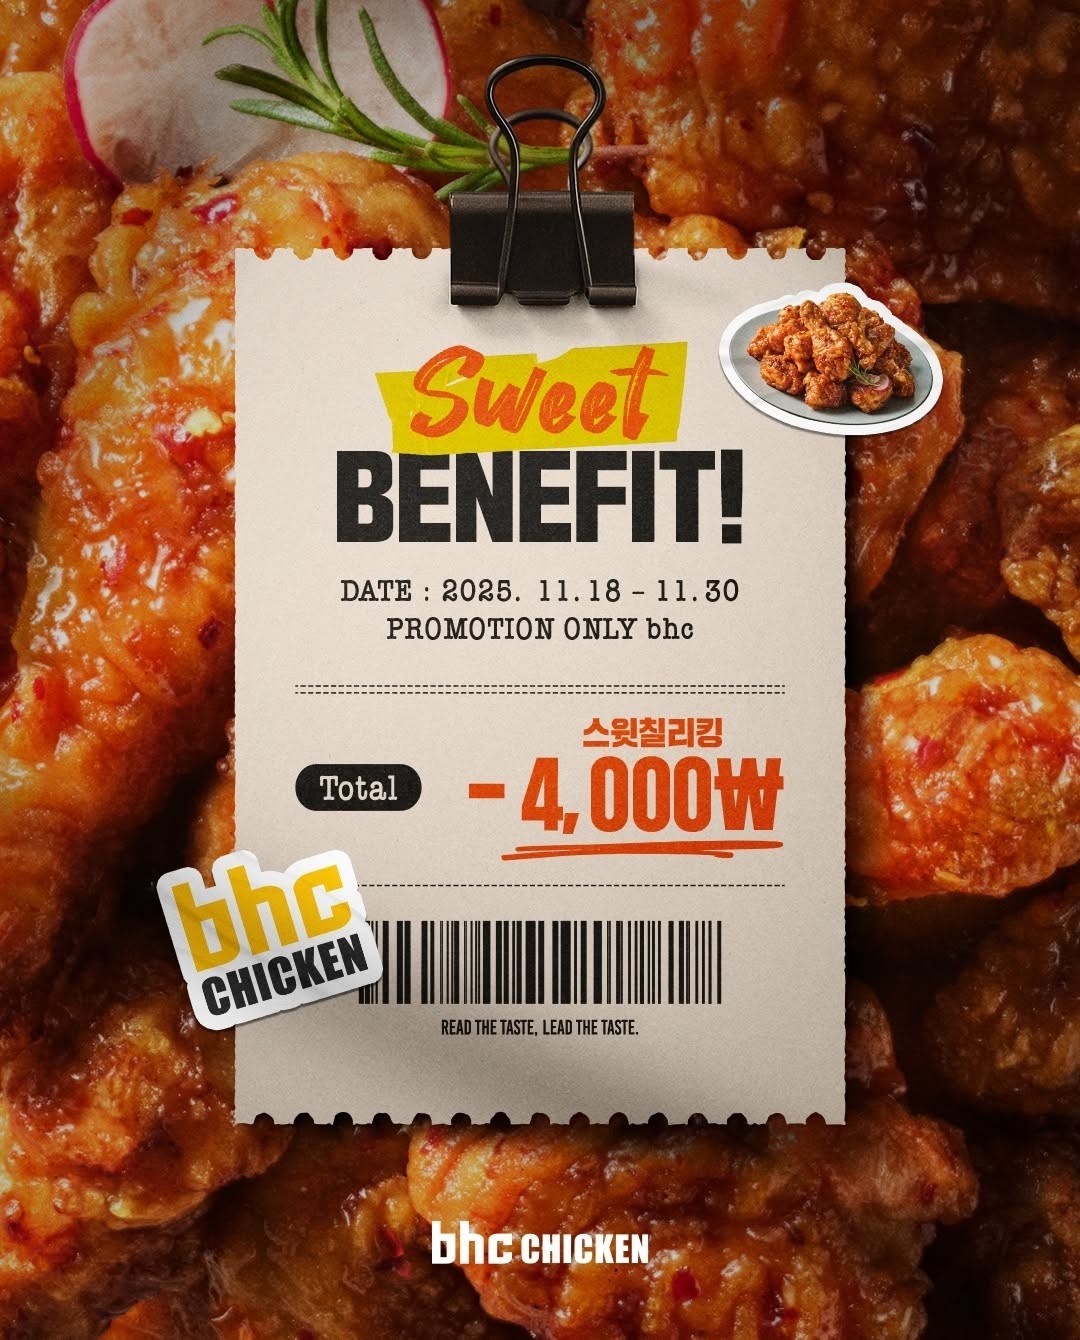 Sweet
BENEFIT!
DATE : 2025. 11.18 - 11.30
PROMOTION ONLY bhc
스윗칠리킹
Total
- 4,000₩
bhc
CHICKEN
READ THE TASTE, LEAD THE TASTE.
bhc CHICKEN